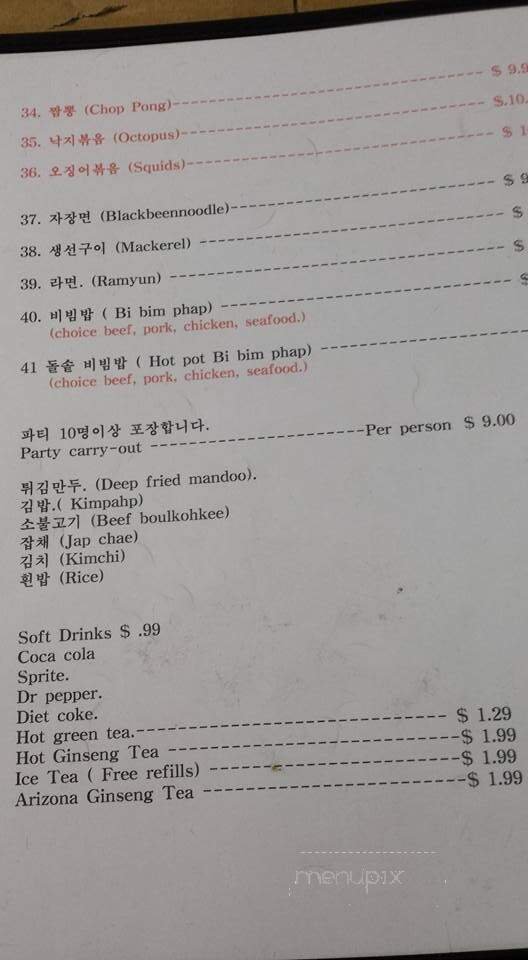 34. 짬뽕 (Chop Pong)------------------------------ $ 9.9
35. 낙지볶음 (Octopus)------------------------------ $.10.
36. 오징어볶음 (Squids)------------------------------ $ 1
37. 자장면 (Blackbeennoodle)------------------------------ $ 9
38. 생선구이 (Mackerel) ------------------------------ $
39. 라면. (Ramyun) ------------------------------ $
40. 비빔밥 ( Bi bim phap) ------------------------------ $
(choice beef, pork, chicken, seafood.)
41 돌솥 비빔밥 ( Hot pot Bi bim phap) ------------------
(choice beef, pork, chicken, seafood.)
파티 10명이상 포장합니다.
Party carry-out ---------------------Per person $ 9.00
튀김만두. (Deep fried mandoo).
김밥.( Kimpahp)
소불고기 (Beef boulkohkee)
잡채 (Jap chae)
김치 (Kimchi)
흰밥 (Rice)
Soft Drinks $ .99
Coca cola
Sprite.
Dr pepper.
Diet coke.
Hot green tea.------------------------------ $ 1.29
Hot Ginseng Tea ----------------------------$ 1.99
Ice Tea ( Free refills) ------------------------$ 1.99
Arizona Ginseng Tea -------------------------$ 1.99
menupix